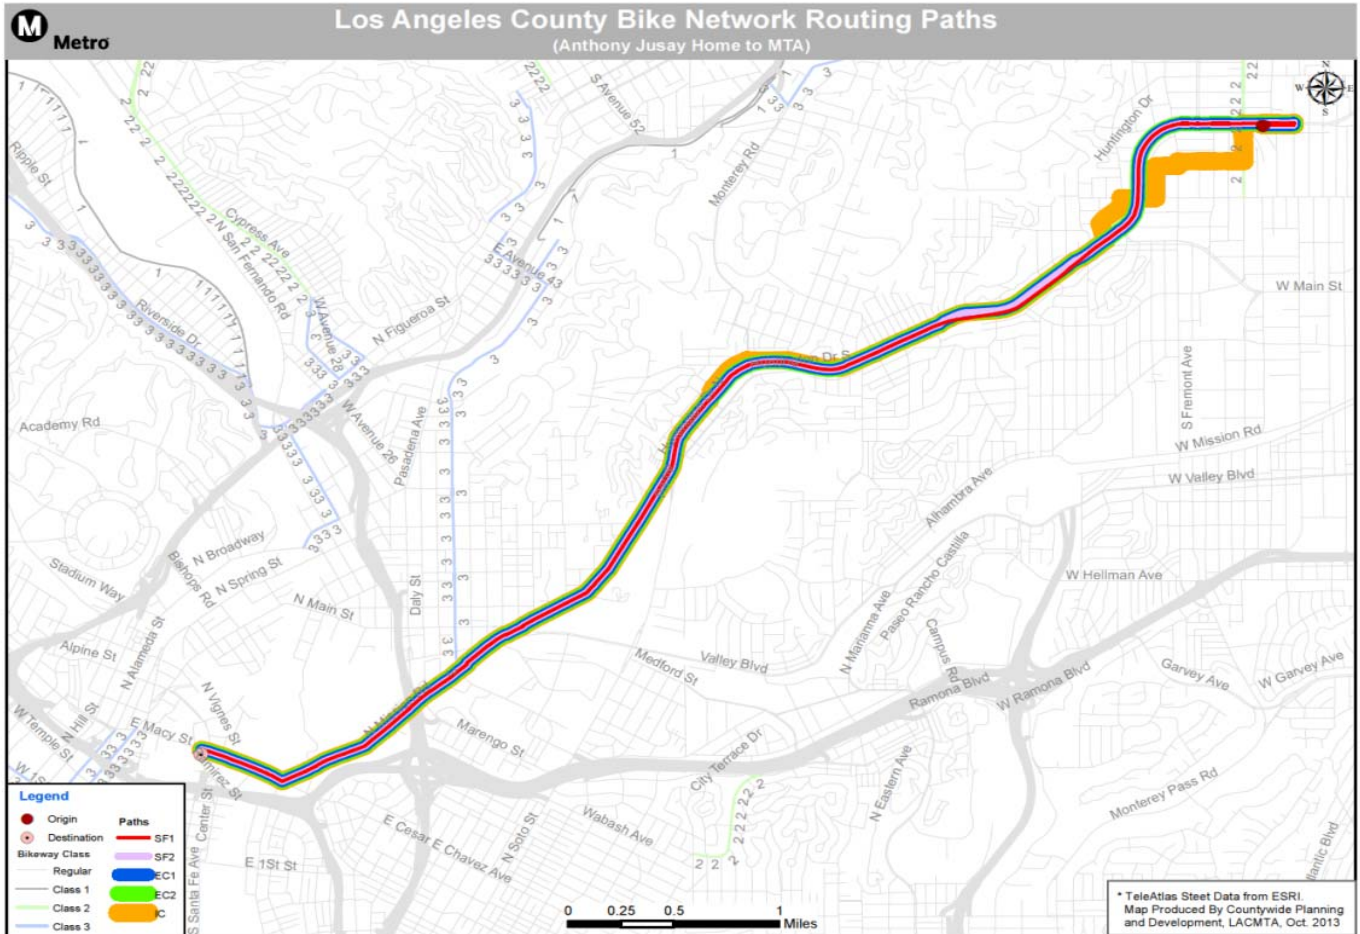 M
Metro
Los Angeles County Bike Network Routing Paths
(Anthony Jusay Home to MTA)
N
W E
S
S Avenue 52
Huntington Dr
Monterey Rd
Ripple St
Cypress Ave
N San Fernando Rd
E Avenue 43
W Main St
Riverside Dr
W Avenue 28
N Figueroa St
Dr S
S Fremont Ave
Academy Rd
W Avenue 26
Pasadena Ave
W Mission Rd
W Valley Blvd
Alhambra Ave
N Broadway
Bishops Rd
N Spring St
Stadium Way
Paseo Rancho Castilla
W Hellman Ave
N Main St
Daly St
N Alameda St
N Marianna Ave
Campus Rd
Alpine St
Medford St
Valley Blvd
Garvey Ave
W Garvey Ave
Ramona Blvd
W Ramona Blvd
N Vignes St
N Hill St
W Temple St
E Macy St
Marengo St
City Terrace Dr
N Eastern Ave
Monterey Pass Rd
Center St
S Santa Fe Ave
E 1St St
E Cesar E Chavez Ave
N Soto St
Wabash Ave
Legend
Origin
Destination
Bikeway Class
Regular
Class 1
Class 2
Class 3
Paths
SF1
SF2
EC1
EC2
IC
0 0.25 0.5 1
Miles
* TeleAtlas Steet Data from ESRI.
Map Produced By Countywide Planning
and Development, LACMTA, Oct. 2013